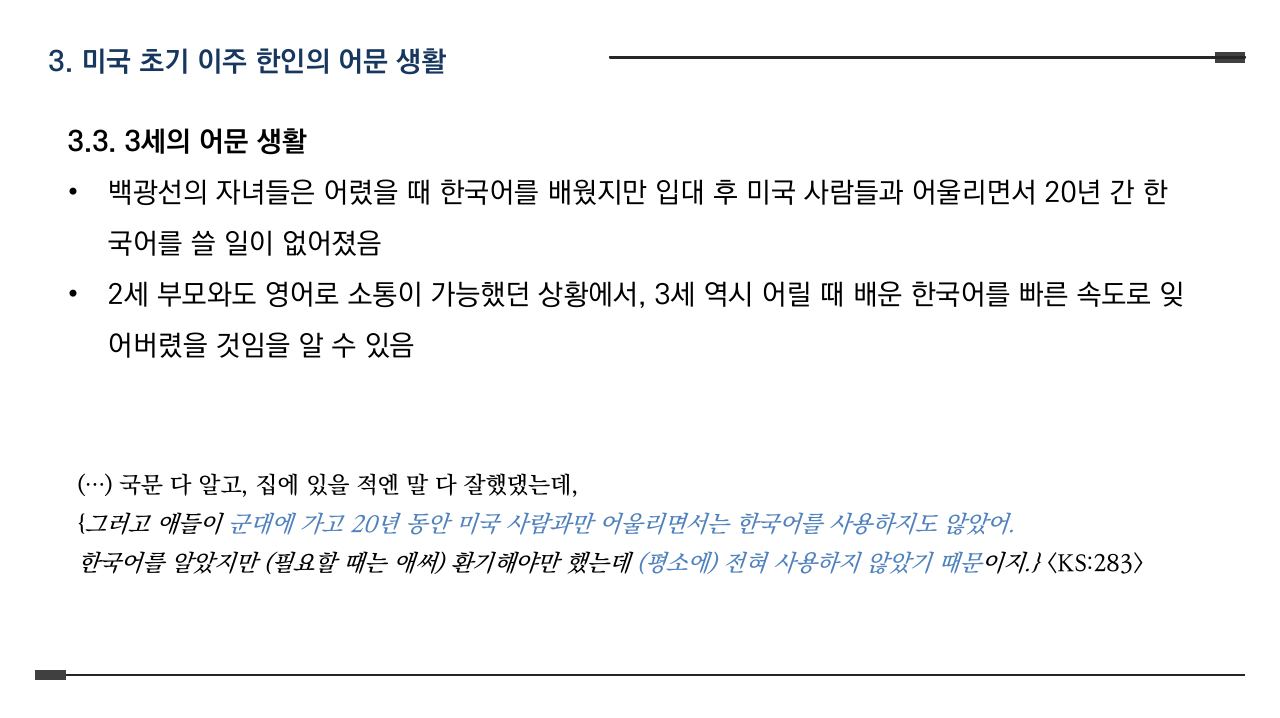 3. 미국 초기 이주 한인의 어문 생활
3.3. 3세의 어문 생활
• 백광선의 자녀들은 어렸을 때 한국어를 배웠지만 입대 후 미국 사람들과 어울리면서 20년 간 한
국어를 쓸 일이 없어졌음
• 2세 부모와도 영어로 소통이 가능했던 상황에서, 3세 역시 어릴 때 배운 한국어를 빠른 속도로 잊
어버렸을 것임을 알 수 있음
(…) 국문 다 알고, 집에 있을 적엔 말 다 잘했댔는데,
{그러고 애들이 군대에 가고 20년 동안 미국 사람과만 어울리면서는 한국어를 사용하지도 않았어.
한국어를 알았지만 (필요할 때는 애써) 환기해야만 했는데 (평소에) 전혀 사용하지 않았기 때문이지.} 〈KS:283〉